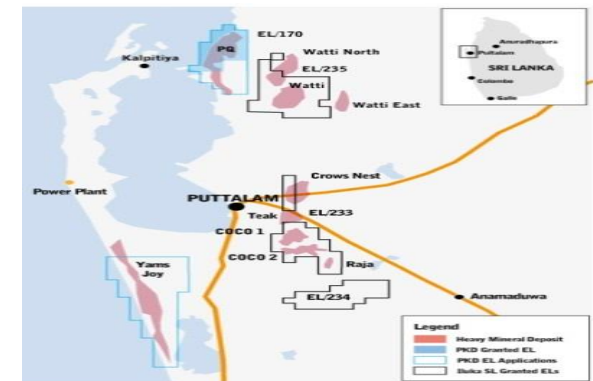 EL/170
PQ
Kalpitiya
Watti North
EL/235
Watti
Watti East
Anuradhapura
Puttalam
SRI LANKA
Colombo
Galle
Crows Nest
Power Plant
PUTTALAM
Teak
EL/233
COCO 1
COCO 2
Raja
Yams
Joy
EL/234
Anamaduwa
Legend
Heavy Mineral Deposit
PKD Granted EL
PKD EL Applications
Iluka SL Granted ELs